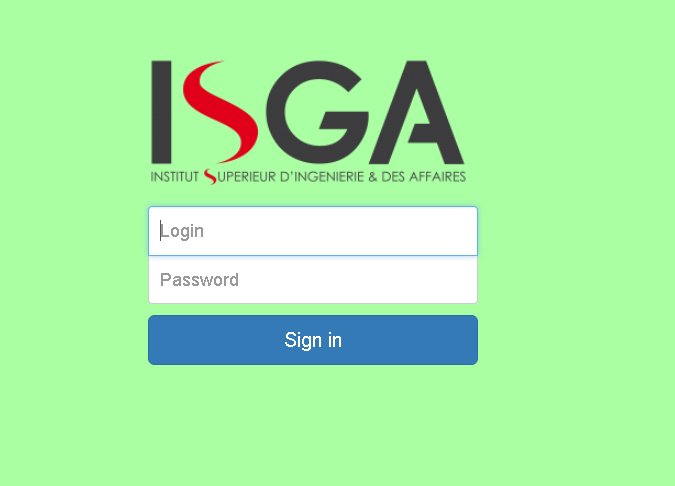 ISGA
INSTITUT SUPERIEUR D'INGENIERIE & DES AFFAIRES
Login
Password
Sign in